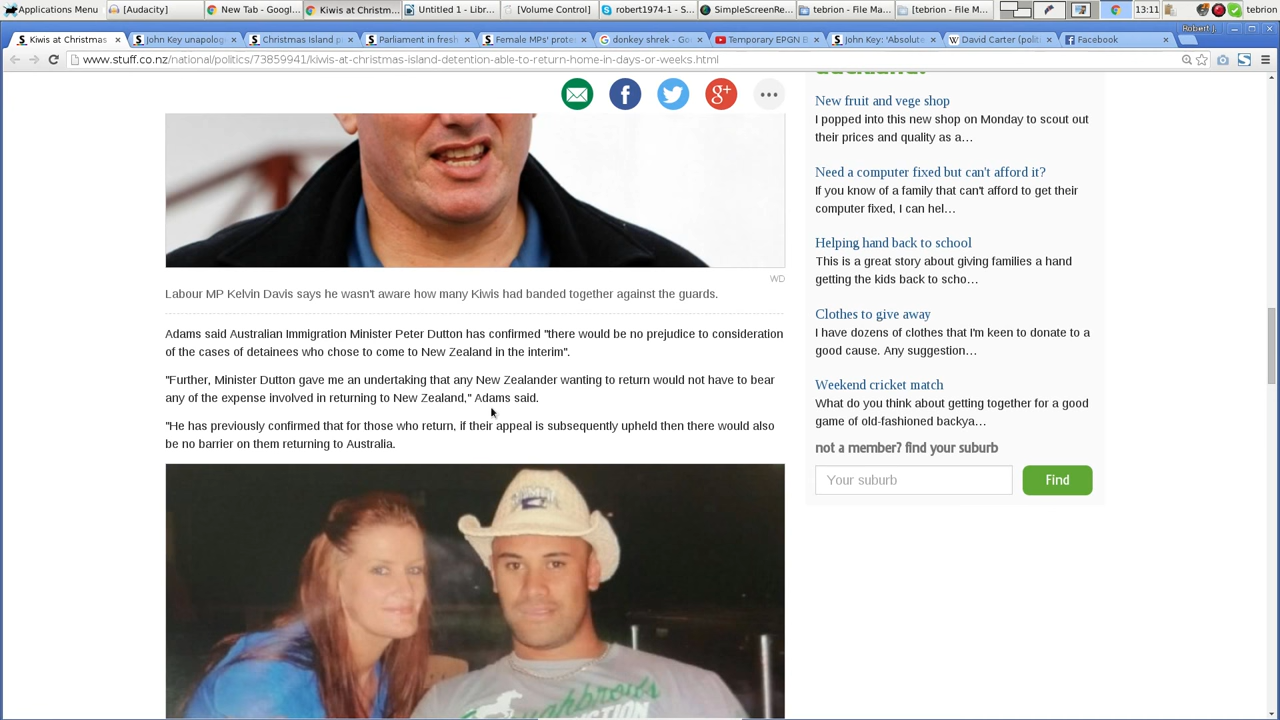 Applications Menu
[Audacity]
New Tab - Googl...
Kiwis at Christm...
Untitled 1 - Libr...
[Volume Control]
robert1974-1 - S...
SimpleScreenRe...
tebrion - File Ma...
[tebrion - File M...
13:11
tebrion
Kiwis at Christmas
John Key unapolog
Christmas Island p
Parliament in fresh
Female MPs' prote
donkey shrek - Go
Temporary EPGN B
John Key: 'Absolute
David Carter (polit
Facebook
Robert J.
www.stuff.co.nz/national/politics/73859941/kiwis-at-christmas-island-detention-able-to-return-home-in-days-or-weeks.html
WD
Labour MP Kelvin Davis says he wasn't aware how many Kiwis had banded together against the guards.
Adams said Australian Immigration Minister Peter Dutton has confirmed "there would be no prejudice to consideration
of the cases of detainees who chose to come to New Zealand in the interim".
"Further, Minister Dutton gave me an undertaking that any New Zealander wanting to return would not have to bear
any of the expense involved in returning to New Zealand," Adams said.
"He has previously confirmed that for those who return, if their appeal is subsequently upheld then there would also
be no barrier on them returning to Australia.
New fruit and vege shop
I popped into this new shop on Monday to scout out
their prices and quality as a…
Need a computer fixed but can't afford it?
If you know of a family that can't afford to get their
computer fixed, I can hel…
Helping hand back to school
This is a great story about giving families a hand
getting the kids back to scho…
Clothes to give away
I have dozens of clothes that I'm keen to donate to a
good cause. Any suggestion…
Weekend cricket match
What do you think about getting together for a good
game of old-fashioned backya…
not a member? find your suburb
Your suburb
Find